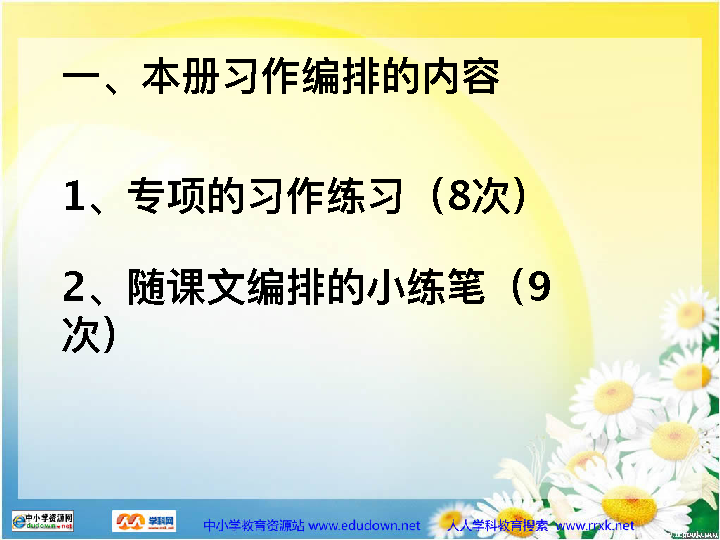 一、本册习作编排的内容
1、专项的习作练习（8次）
2、随课文编排的小练笔（9
次）
中小学资源网
edudown.net
学科网
中小学教育资源站 www.edudown.net 人人学科教育搜索 www.rrxk.net